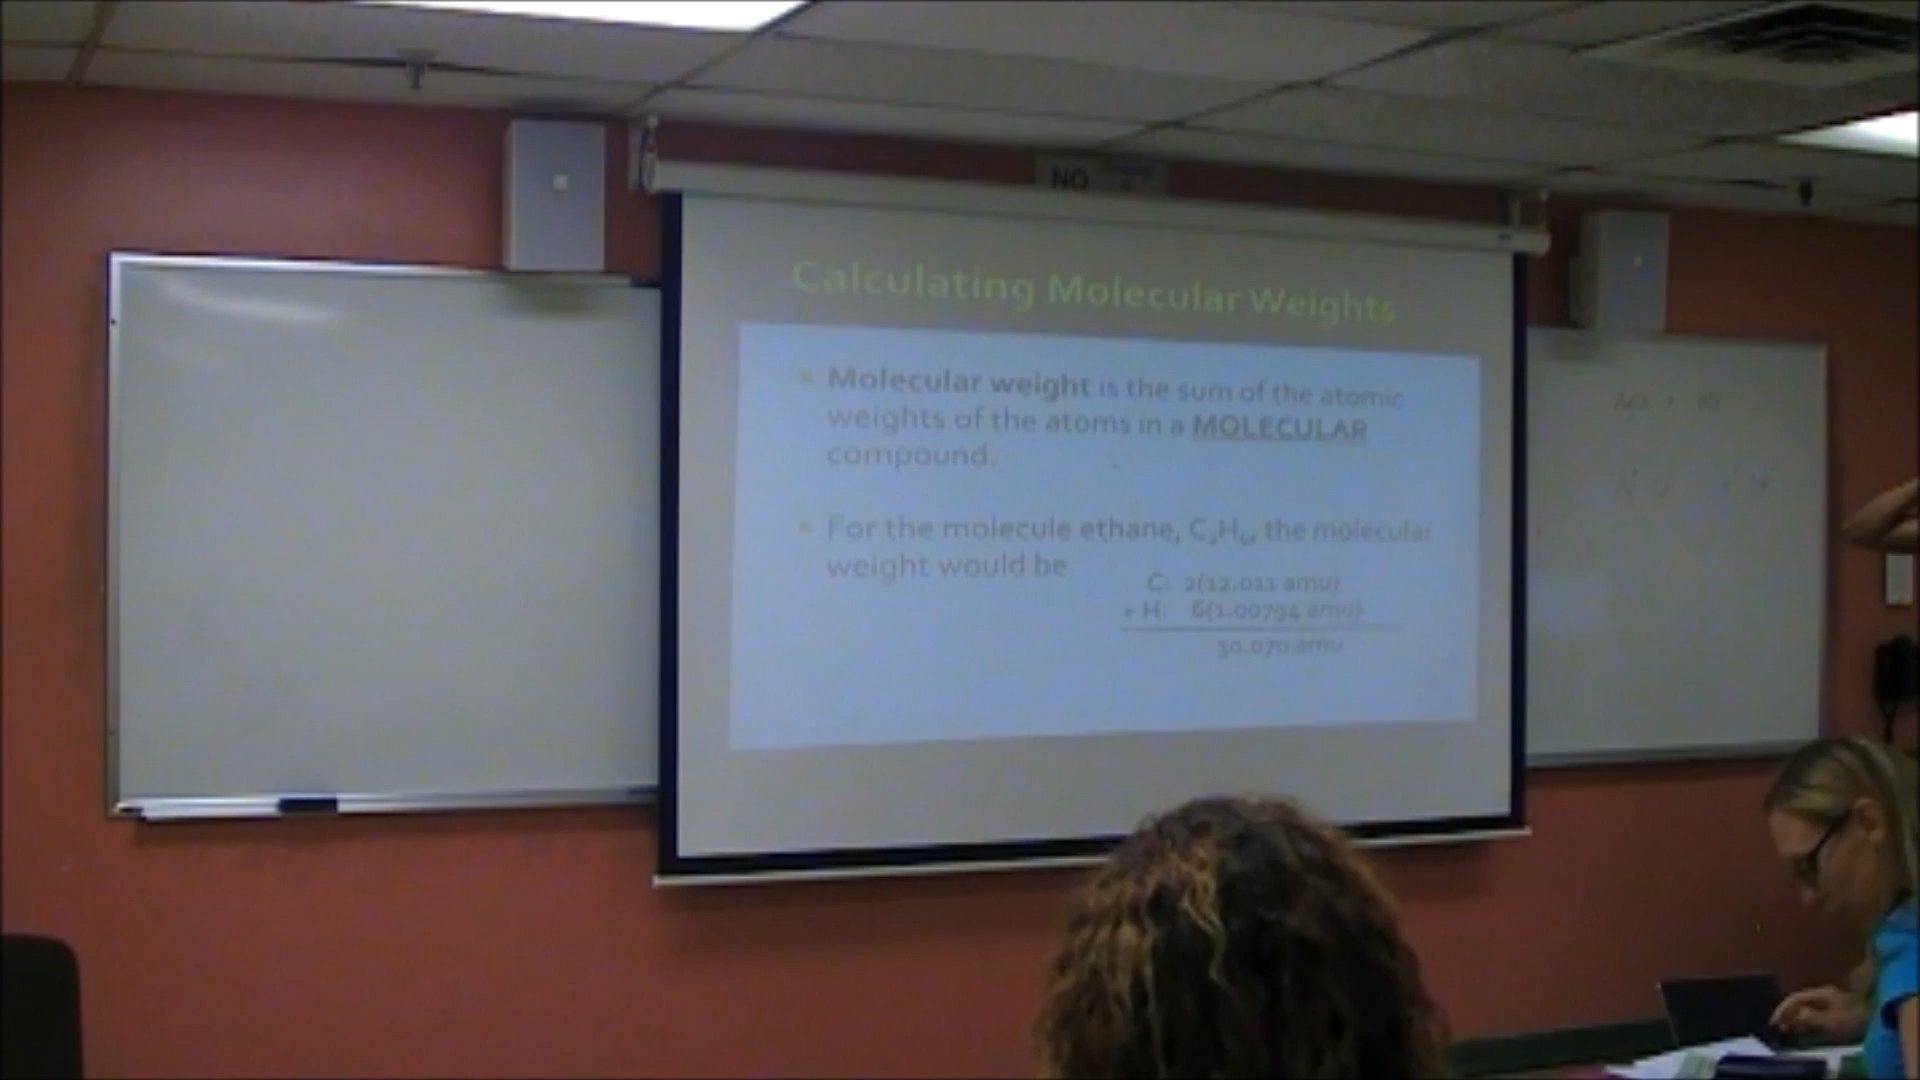 NO
Calculating Molecular Weights
Molecular weight is the sum of the atomic
weights of the atoms in a MOLECULAR
compound.
For the molecule ethane, C₂H₆, the molecular
weight would be
C: 2(12.011 amu)
+ H: 6(1.00794 amu)
30.070 amu